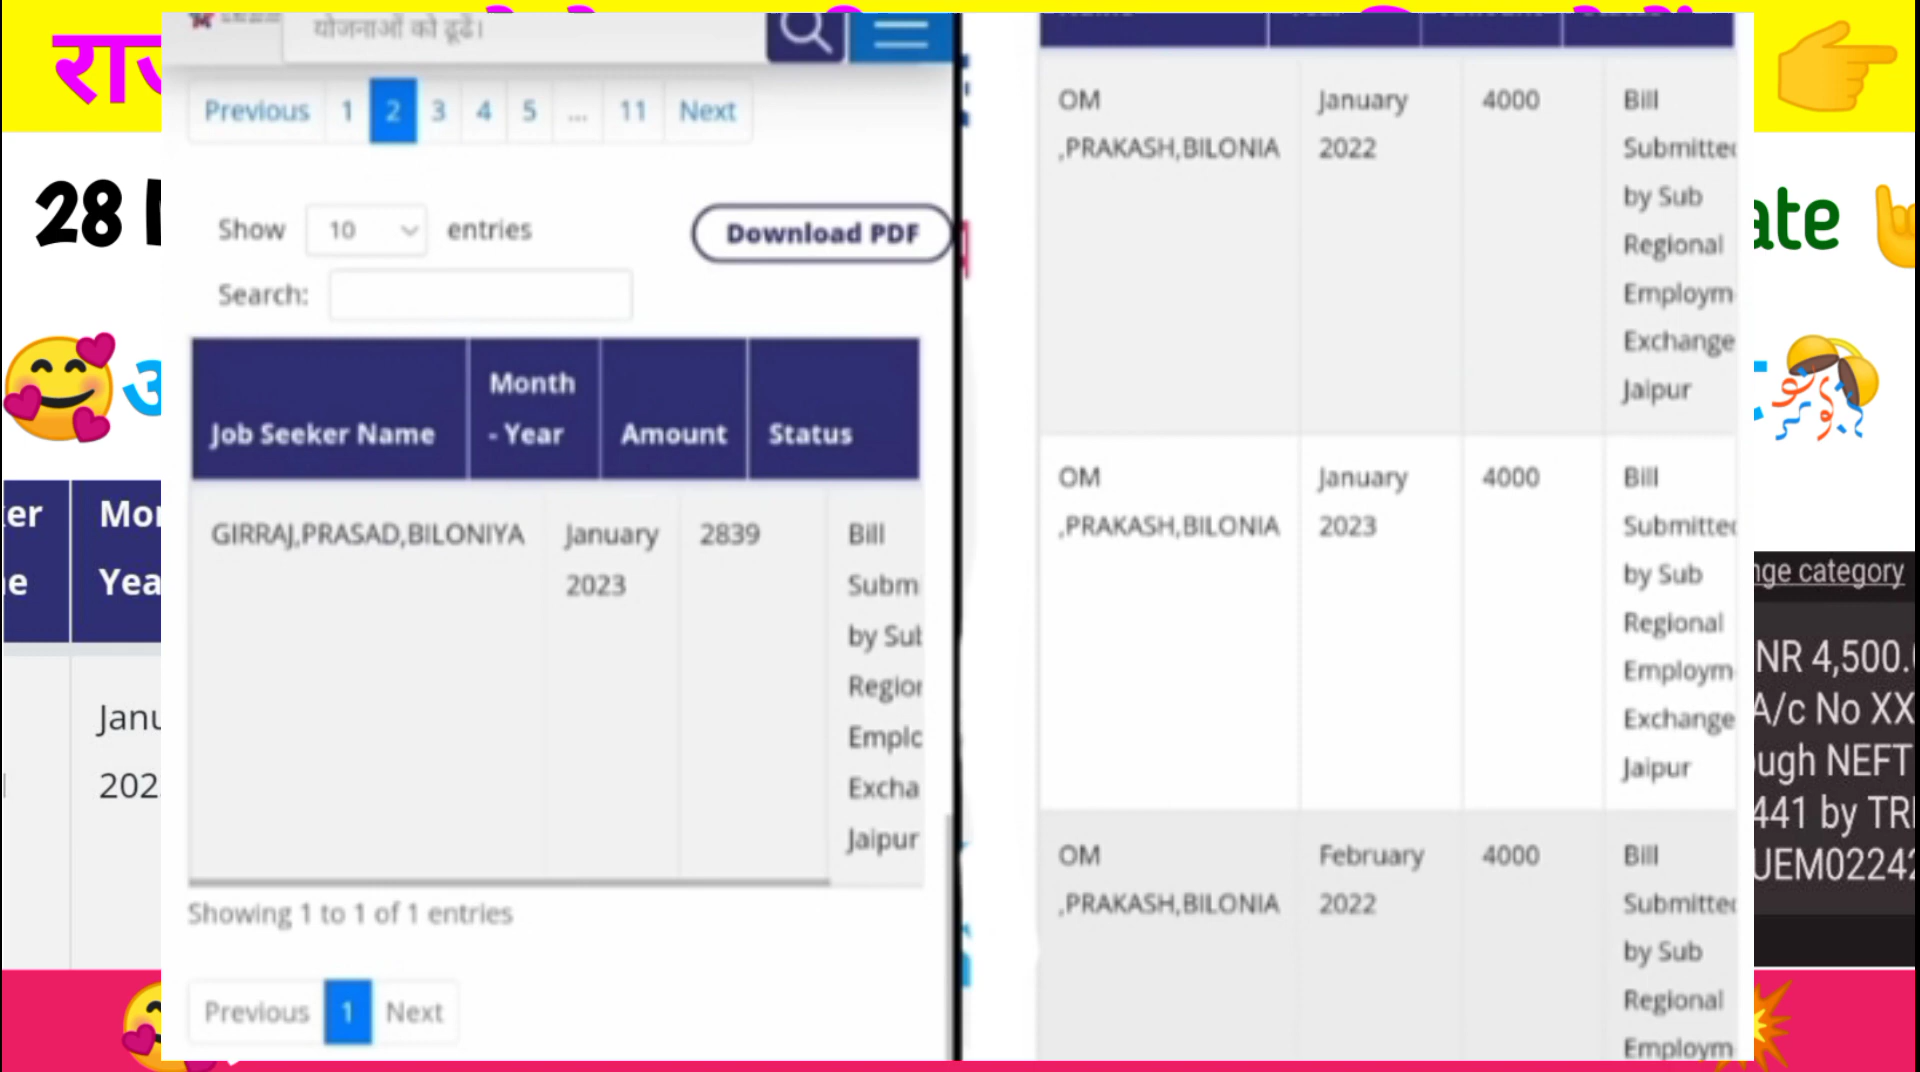 योजनाओं को ढूढें।
Previous 1 2 3 4 5 ... 11 Next
Show 10 entries
Download PDF
Search:
Job Seeker Name
Month
- Year
Amount
Status
GIRRAJ,PRASAD,BILONIYA
January
2023
2839
Bill
Subm
by Sub
Region
Emplo
Excha
Jaipur
Showing 1 to 1 of 1 entries
Previous 1 Next
OM
,PRAKASH,BILONIA
January
2022
4000
Bill
Submitted
by Sub
Regional
Employm
Exchange
Jaipur
OM
,PRAKASH,BILONIA
January
2023
4000
Bill
Submitted
by Sub
Regional
Employm
Exchange
Jaipur
OM
,PRAKASH,BILONIA
February
2022
4000
Bill
Submitted
by Sub
Regional
Employm
28
ate
er
e
Mo
Yea
Janu
202
nge category
NR 4,500.
A/c No XX
ough NEFT
441 by TR
UEM02242